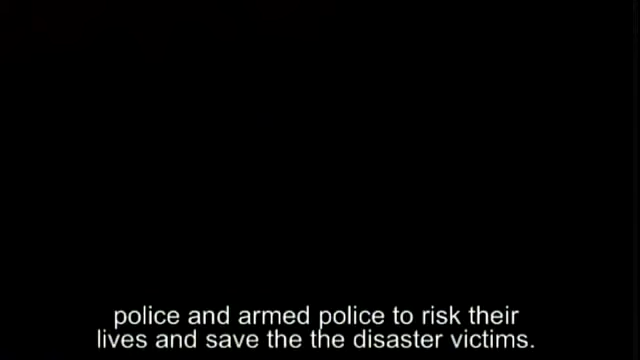 police and armed police to risk their
lives and save the the disaster victims.